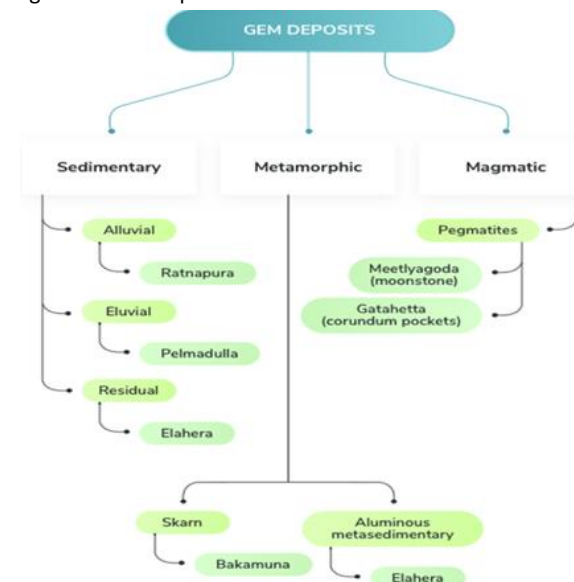 GEM DEPOSITS
Sedimentary
Metamorphic
Magmatic
Alluvial
Ratnapura
Eluvial
Pelmadulla
Residual
Elahera
Pegmatites
Meetlyagoda
(moonstone)
Gatahetta
(corundum pockets)
Skarn
Bakamuna
Aluminous
metasedimentary
Elahera